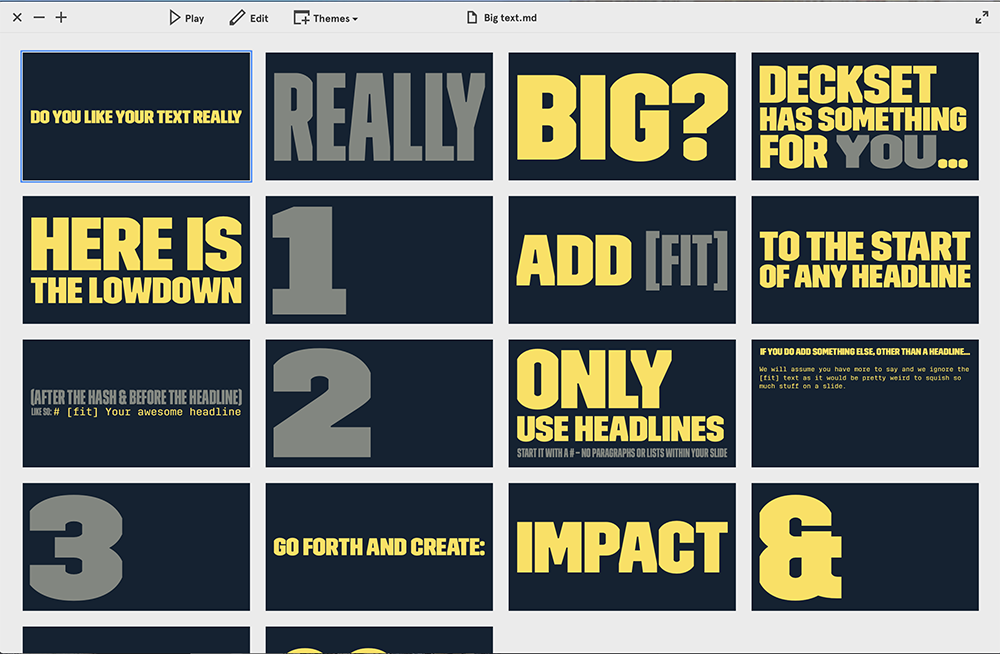 Play
Edit
Themes
Big text.md
DO YOU LIKE YOUR TEXT REALLY
REALLY
BIG?
DECKSET
HAS SOMETHING
FOR YOU...
HERE IS
THE LOWDOWN
1
ADD [FIT]
TO THE START
OF ANY HEADLINE
(AFTER THE HASH & BEFORE THE HEADLINE)
LIKE SO: # [fit] Your awesome headline
2
ONLY
USE HEADLINES
START IT WITH A # – NO PARAGRAPHS OR LISTS WITHIN YOUR SLIDE
IF YOU DO ADD SOMETHING ELSE, OTHER THAN A HEADLINE...
We will assume you have more to say and we ignore the
[fit] text as it would be pretty weird to squish so
much stuff on a slide.
3
GO FORTH AND CREATE:
IMPACT
&